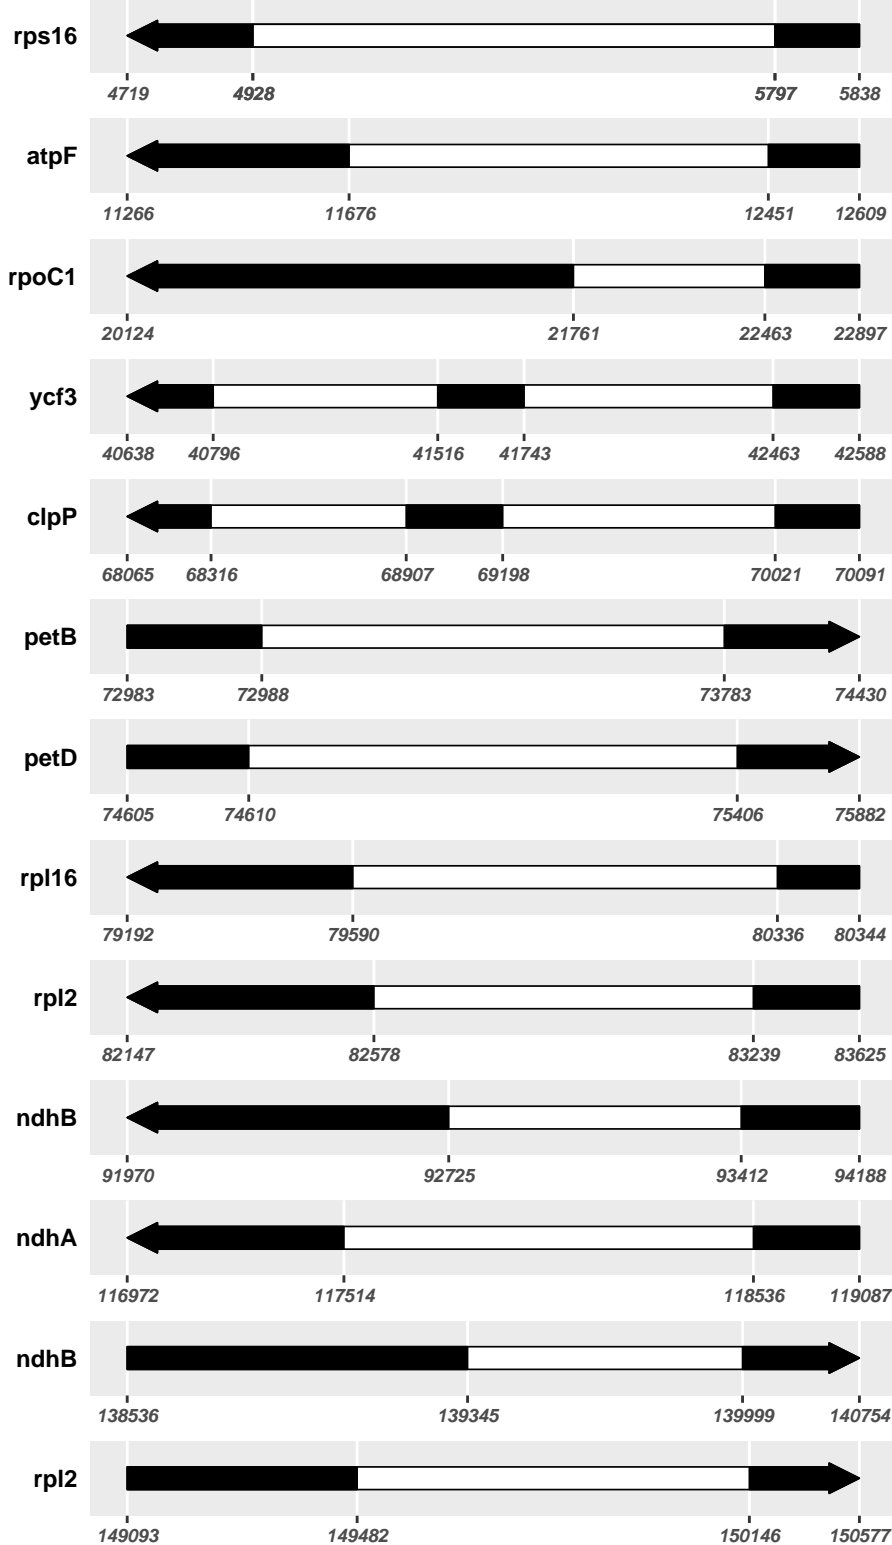 rps16
4719 4928 5797 5838
atpF
11266 11676 12451 12609
rpoC1
20124 21761 22463 22897
ycf3
40638 40796 41516 41743 42463 42588
clpP
68065 68316 68907 69198 70021 70091
petB
72983 72988 73783 74430
petD
74605 74610 75406 75882
rpl16
79192 79590 80336 80344
rpl2
82147 82578 83239 83625
ndhB
91970 92725 93412 94188
ndhA
116972 117514 118536 119087
ndhB
138536 139345 139999 140754
rpl2
149093 149482 150146 150577